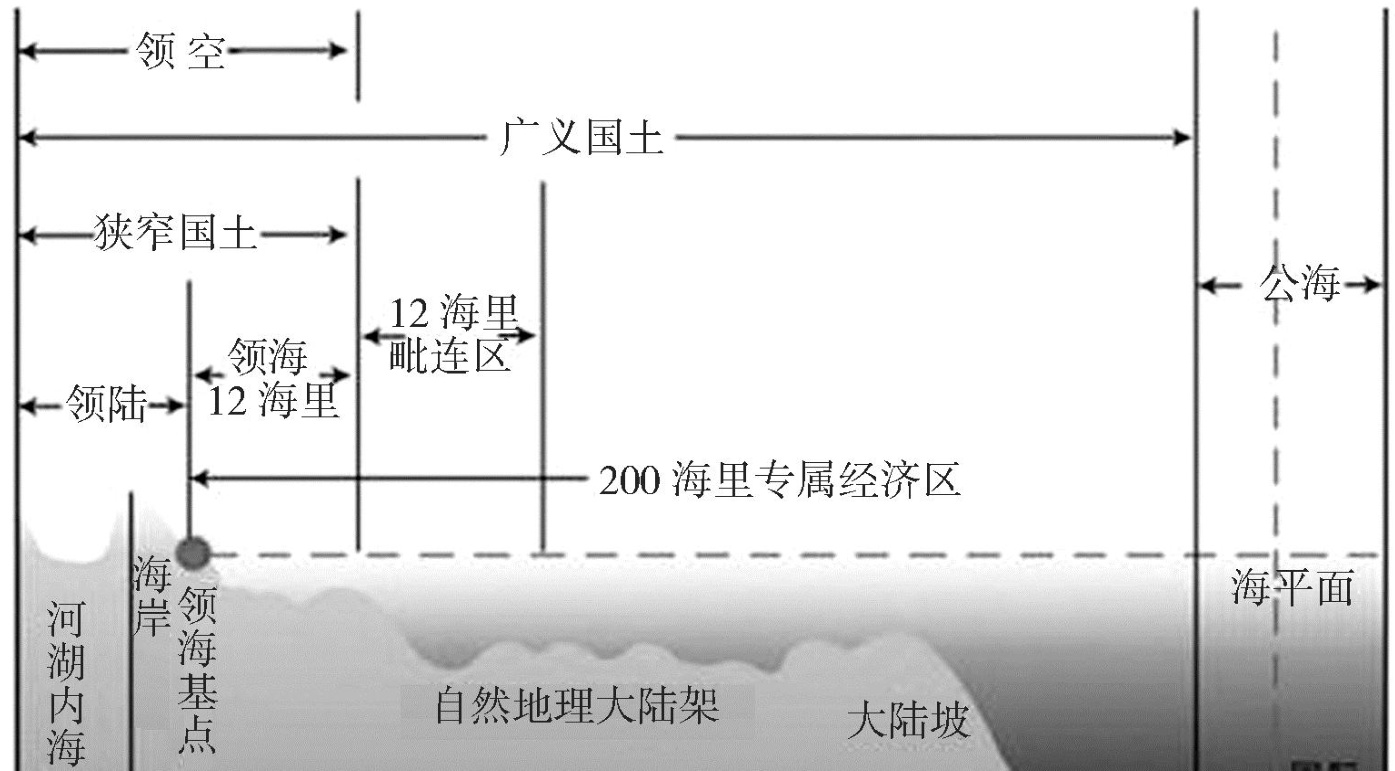 领空
广义国土
狭窄国土
公海
12 海里
毗连区
领海
12 海里
领陆
200 海里专属经济区
海平面
海岸
领海基点
河湖内海
自然地理大陆架
大陆坡